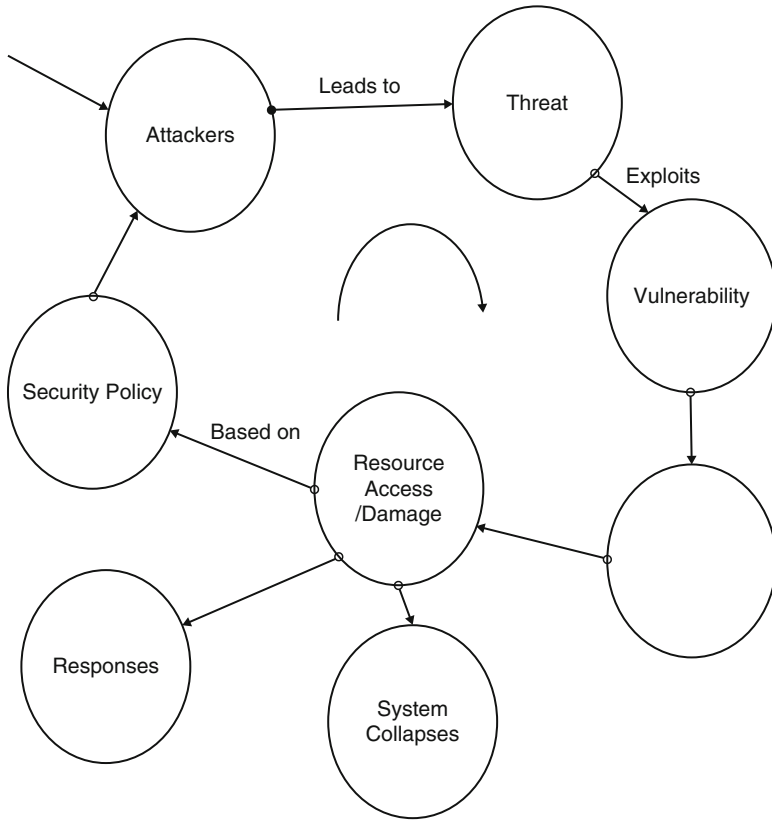 Attackers
Leads to
Threat
Exploits
Vulnerability
Security Policy
Based on
Resource
Access
/Damage
Responses
System
Collapses